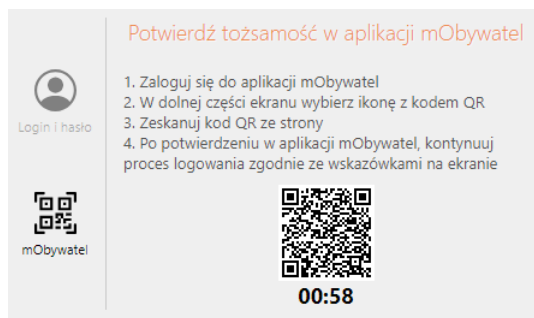 Potwierdź tożsamość w aplikacji mObywatel
Login i hasło
mObywatel
1. Zaloguj się do aplikacji mObywatel
2. W dolnej części ekranu wybierz ikonę z kodem QR
3. Zeskanuj kod QR ze strony
4. Po potwierdzeniu w aplikacji mObywatel, kontynuuj
proces logowania zgodnie ze wskazówkami na ekranie
00:58